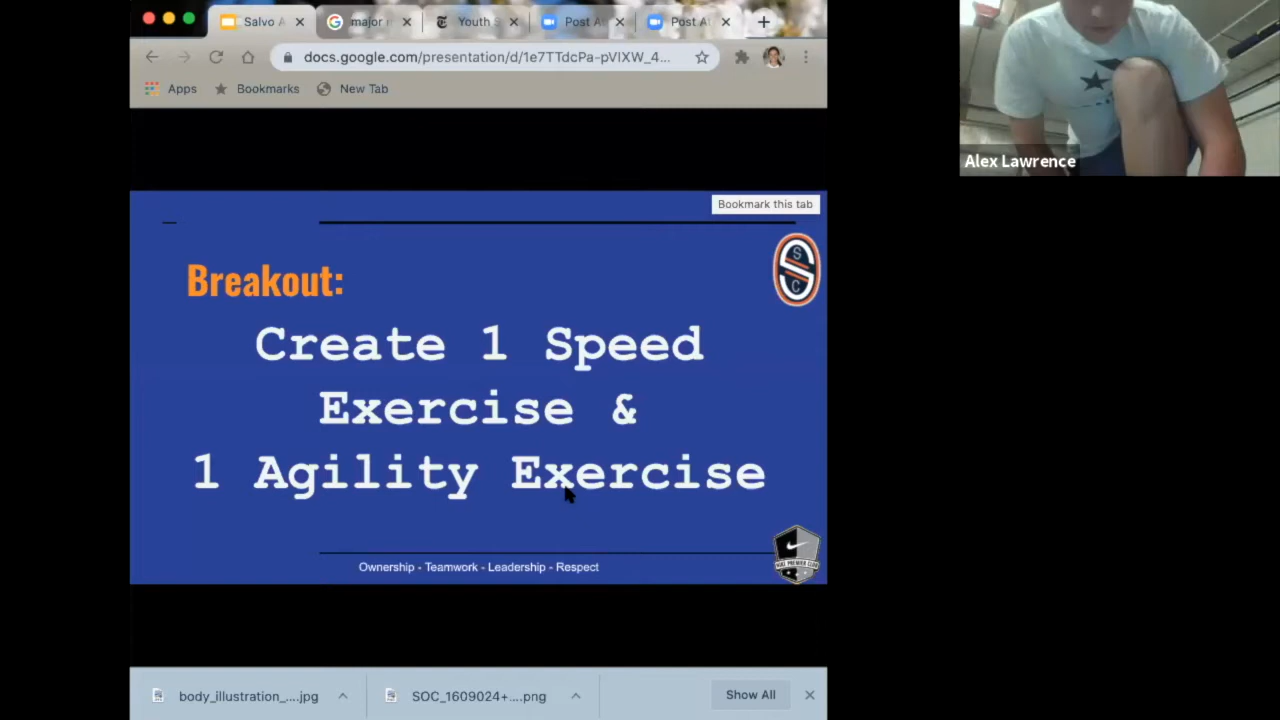 Salvo A
major r
Youth S
Post At
Post At
docs.google.com/presentation/d/1e7TTdcPa-pVIXW_4...
Apps
Bookmarks
New Tab
Alex Lawrence
Bookmark this tab
S
C
Breakout:
Create 1 Speed
Exercise &
1 Agility Exercise
Ownership - Teamwork - Leadership - Respect
body_illustration_....jpg
SOC_1609024+....png
Show All